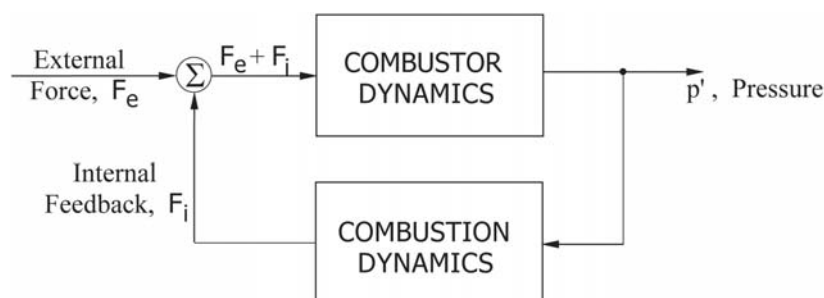 External
Force, Fe
Σ
Fe + Fi
COMBUSTOR
DYNAMICS
p' , Pressure
Internal
Feedback, Fi
COMBUSTION
DYNAMICS